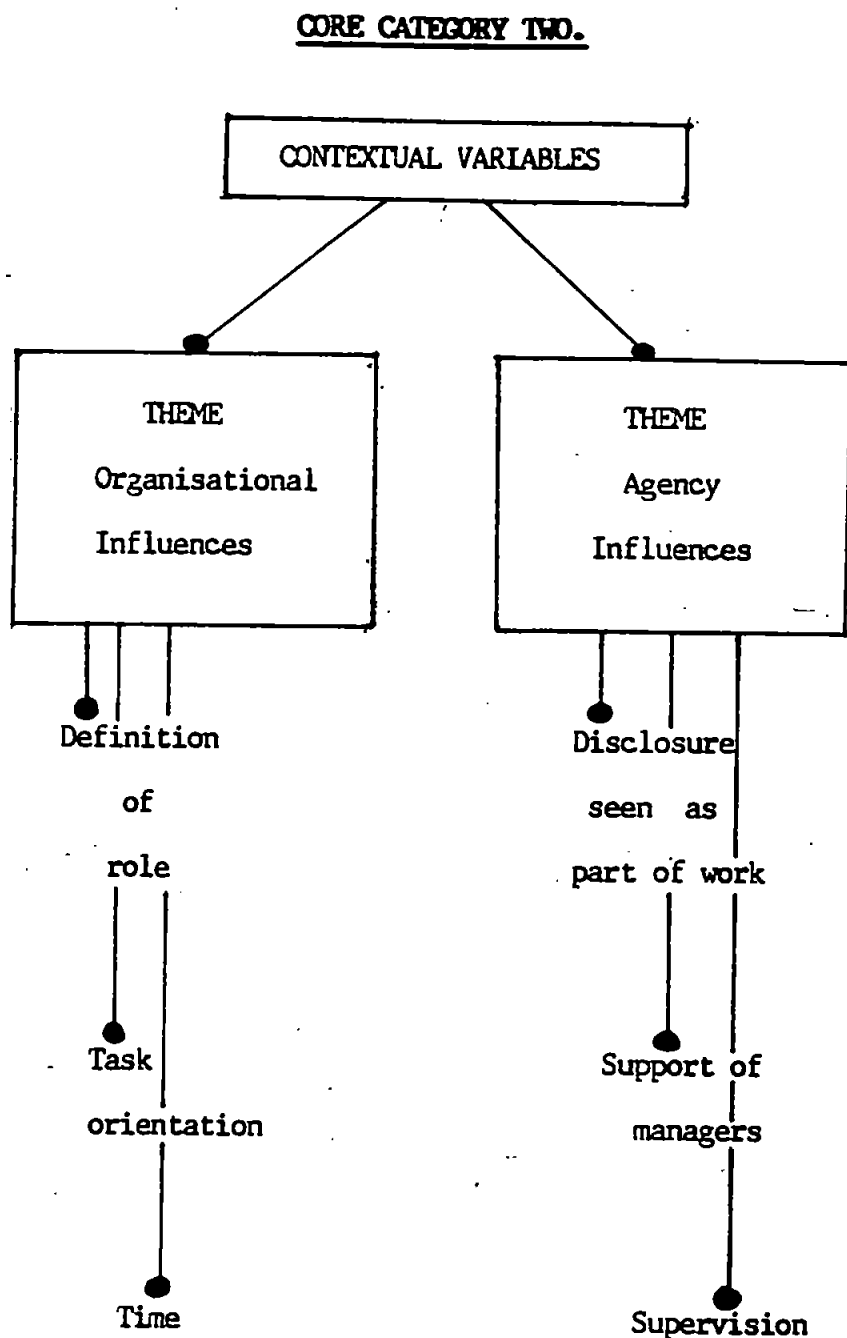 CORE CATEGORY TWO.
CONTEXTUAL VARIABLES
THEME
Organisational
Influences
THEME
Agency
Influences
Definition
of
role
Task
orientation
Time
Disclosure
seen as
part of work
Support of
managers
Supervision